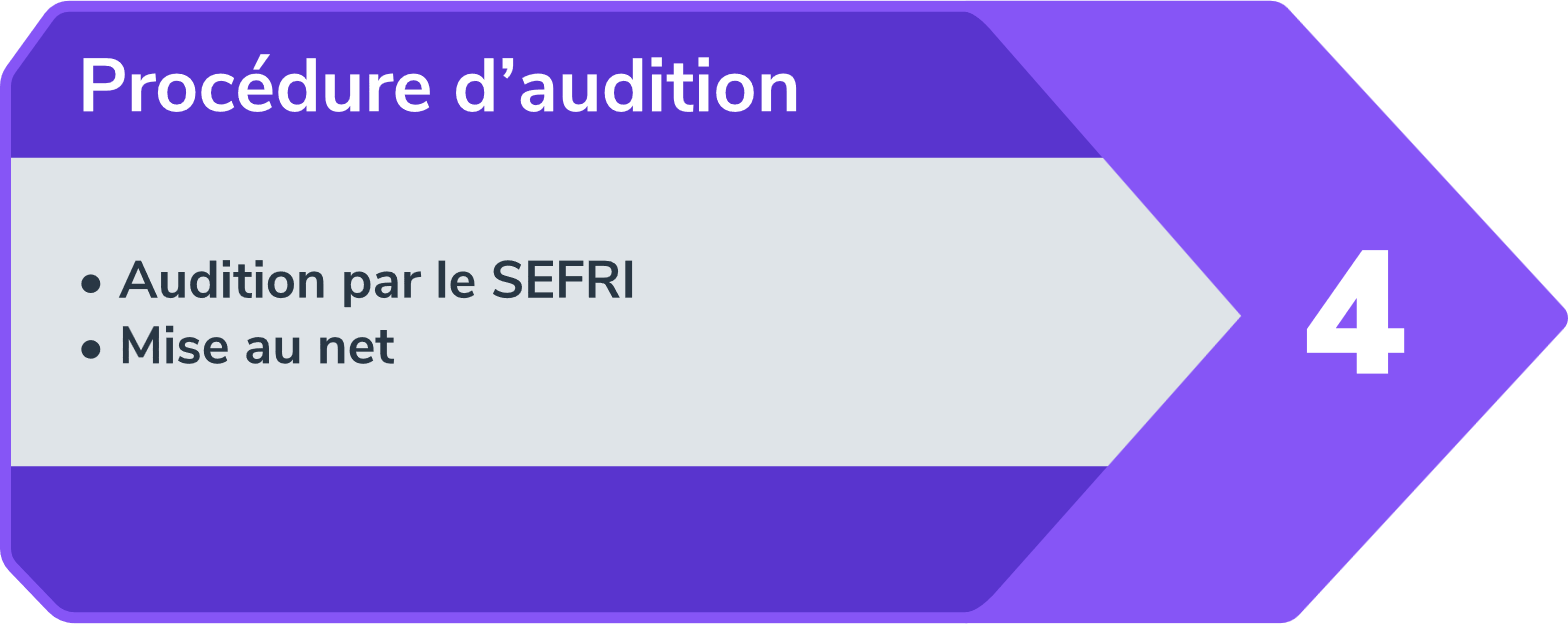 Procédure d’audition
• Audition par le SEFRI
• Mise au net
4